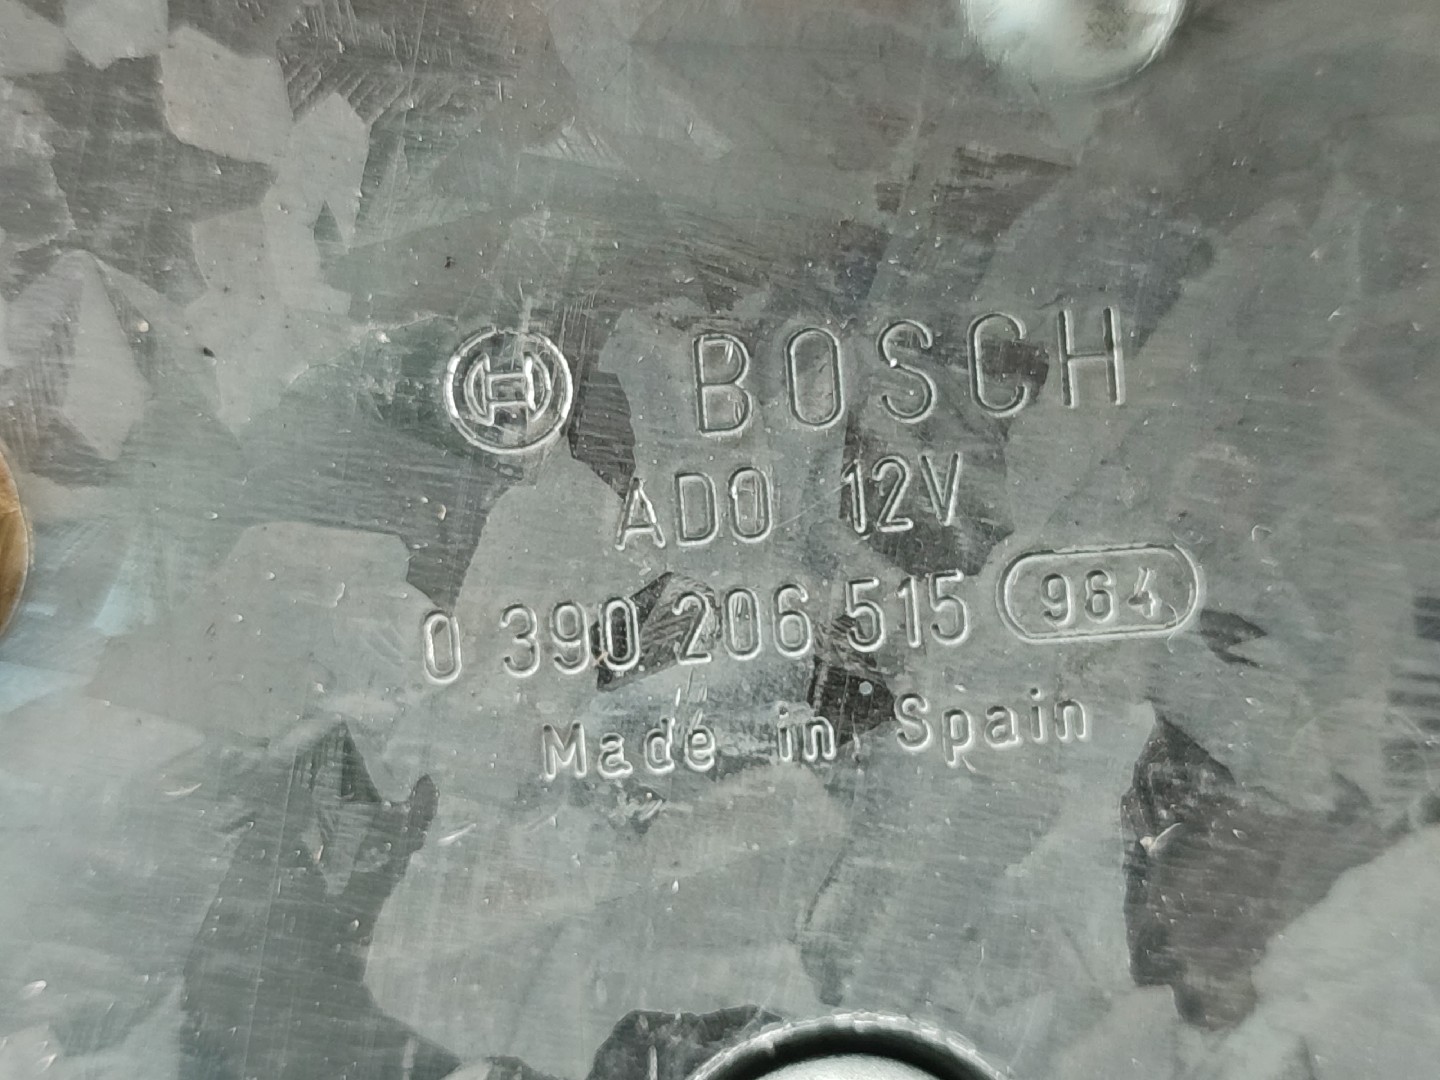 BOSCH
ADO 12V
0 390 206 515 964
Made in Spain